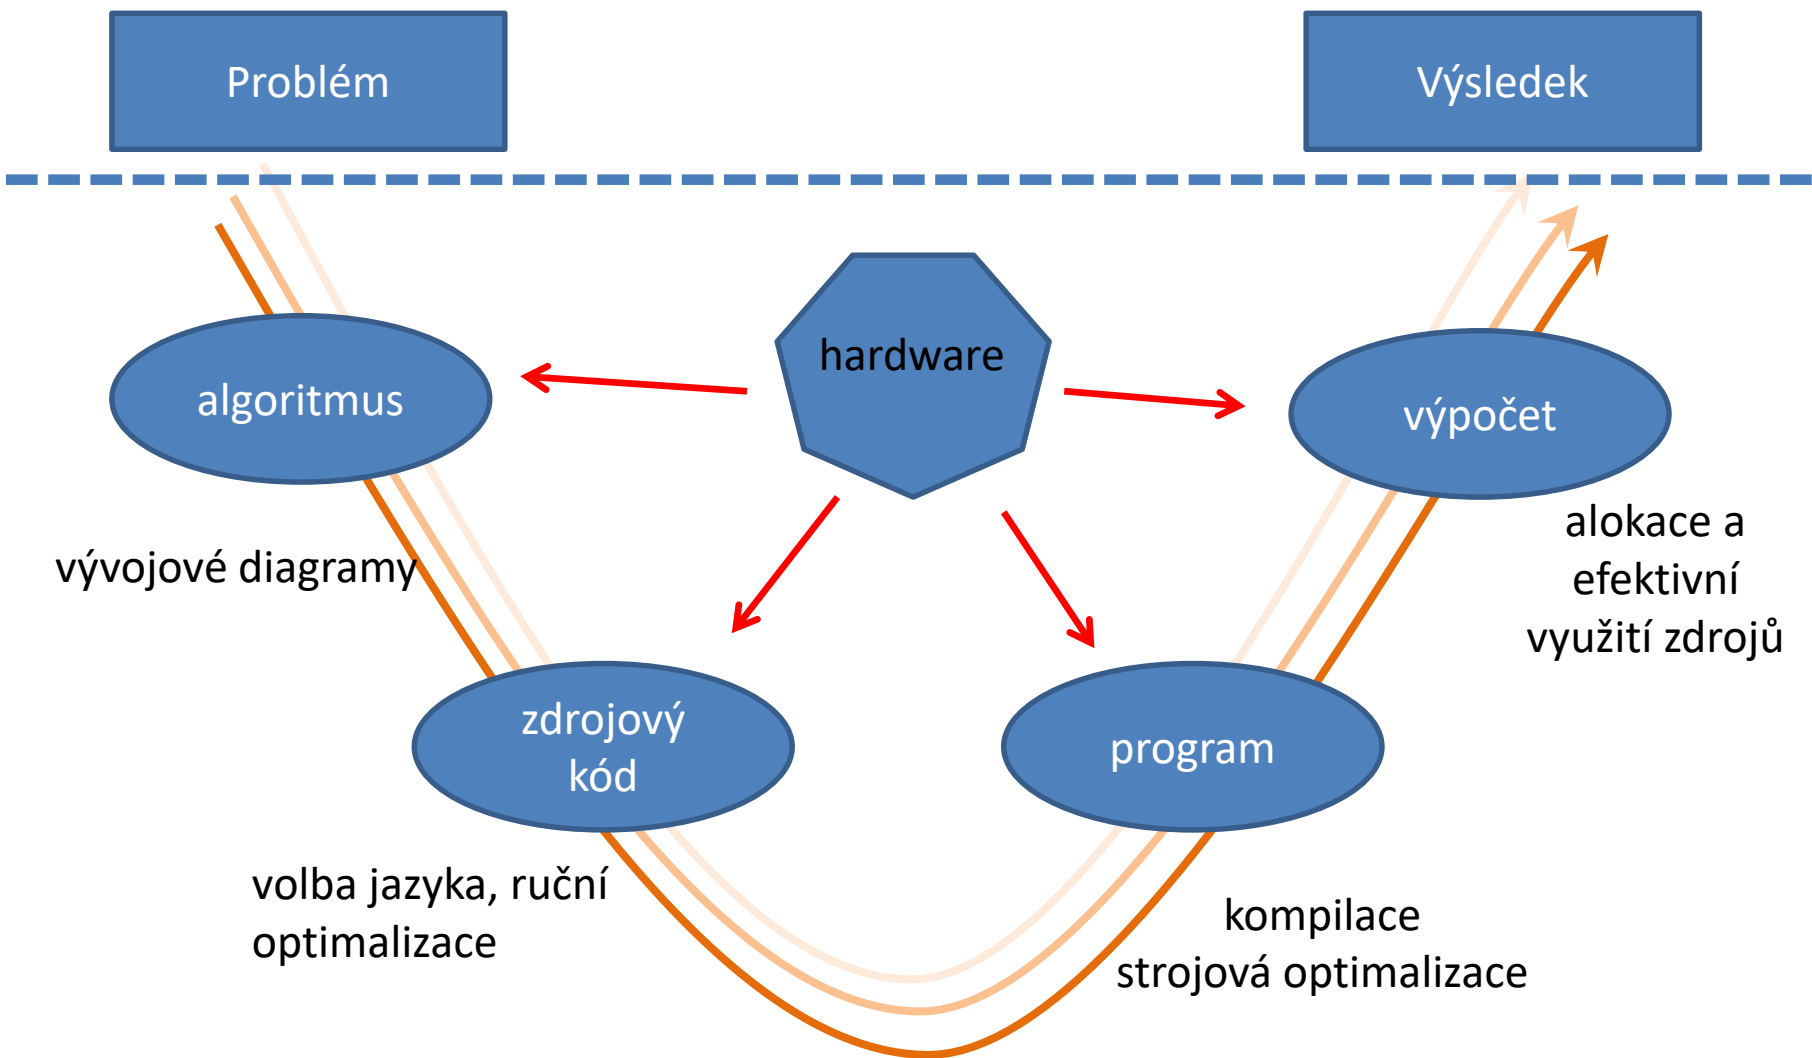 Problém
Výsledek
hardware
algoritmus
výpočet
vývojové diagramy
alokace a
efektivní
využití zdrojů
zdrojový
kód
program
volba jazyka, ruční
optimalizace
kompilace
strojová optimalizace